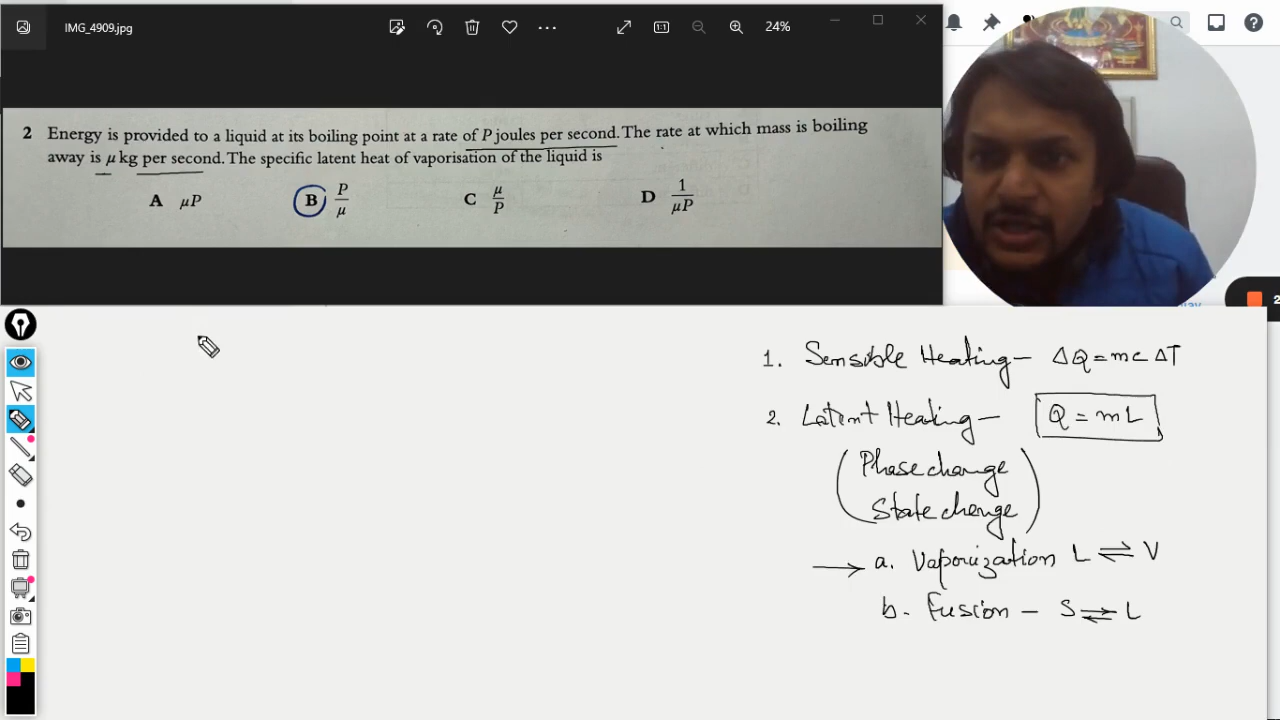 IMG_4909.jpg
24%
2 Energy is provided to a liquid at its boiling point at a rate of P joules per second. The rate at which mass is boiling
away is μ kg per second. The specific latent heat of vaporisation of the liquid is
A μP B P/μ C μ/P D 1/μP
1. Sensible Heating – ΔQ = mcΔT
2. Latent Heating – Q = mL
(Phase change
State change)
→ a. Vaporization L ⇌ V
b. Fusion – S ⇌ L